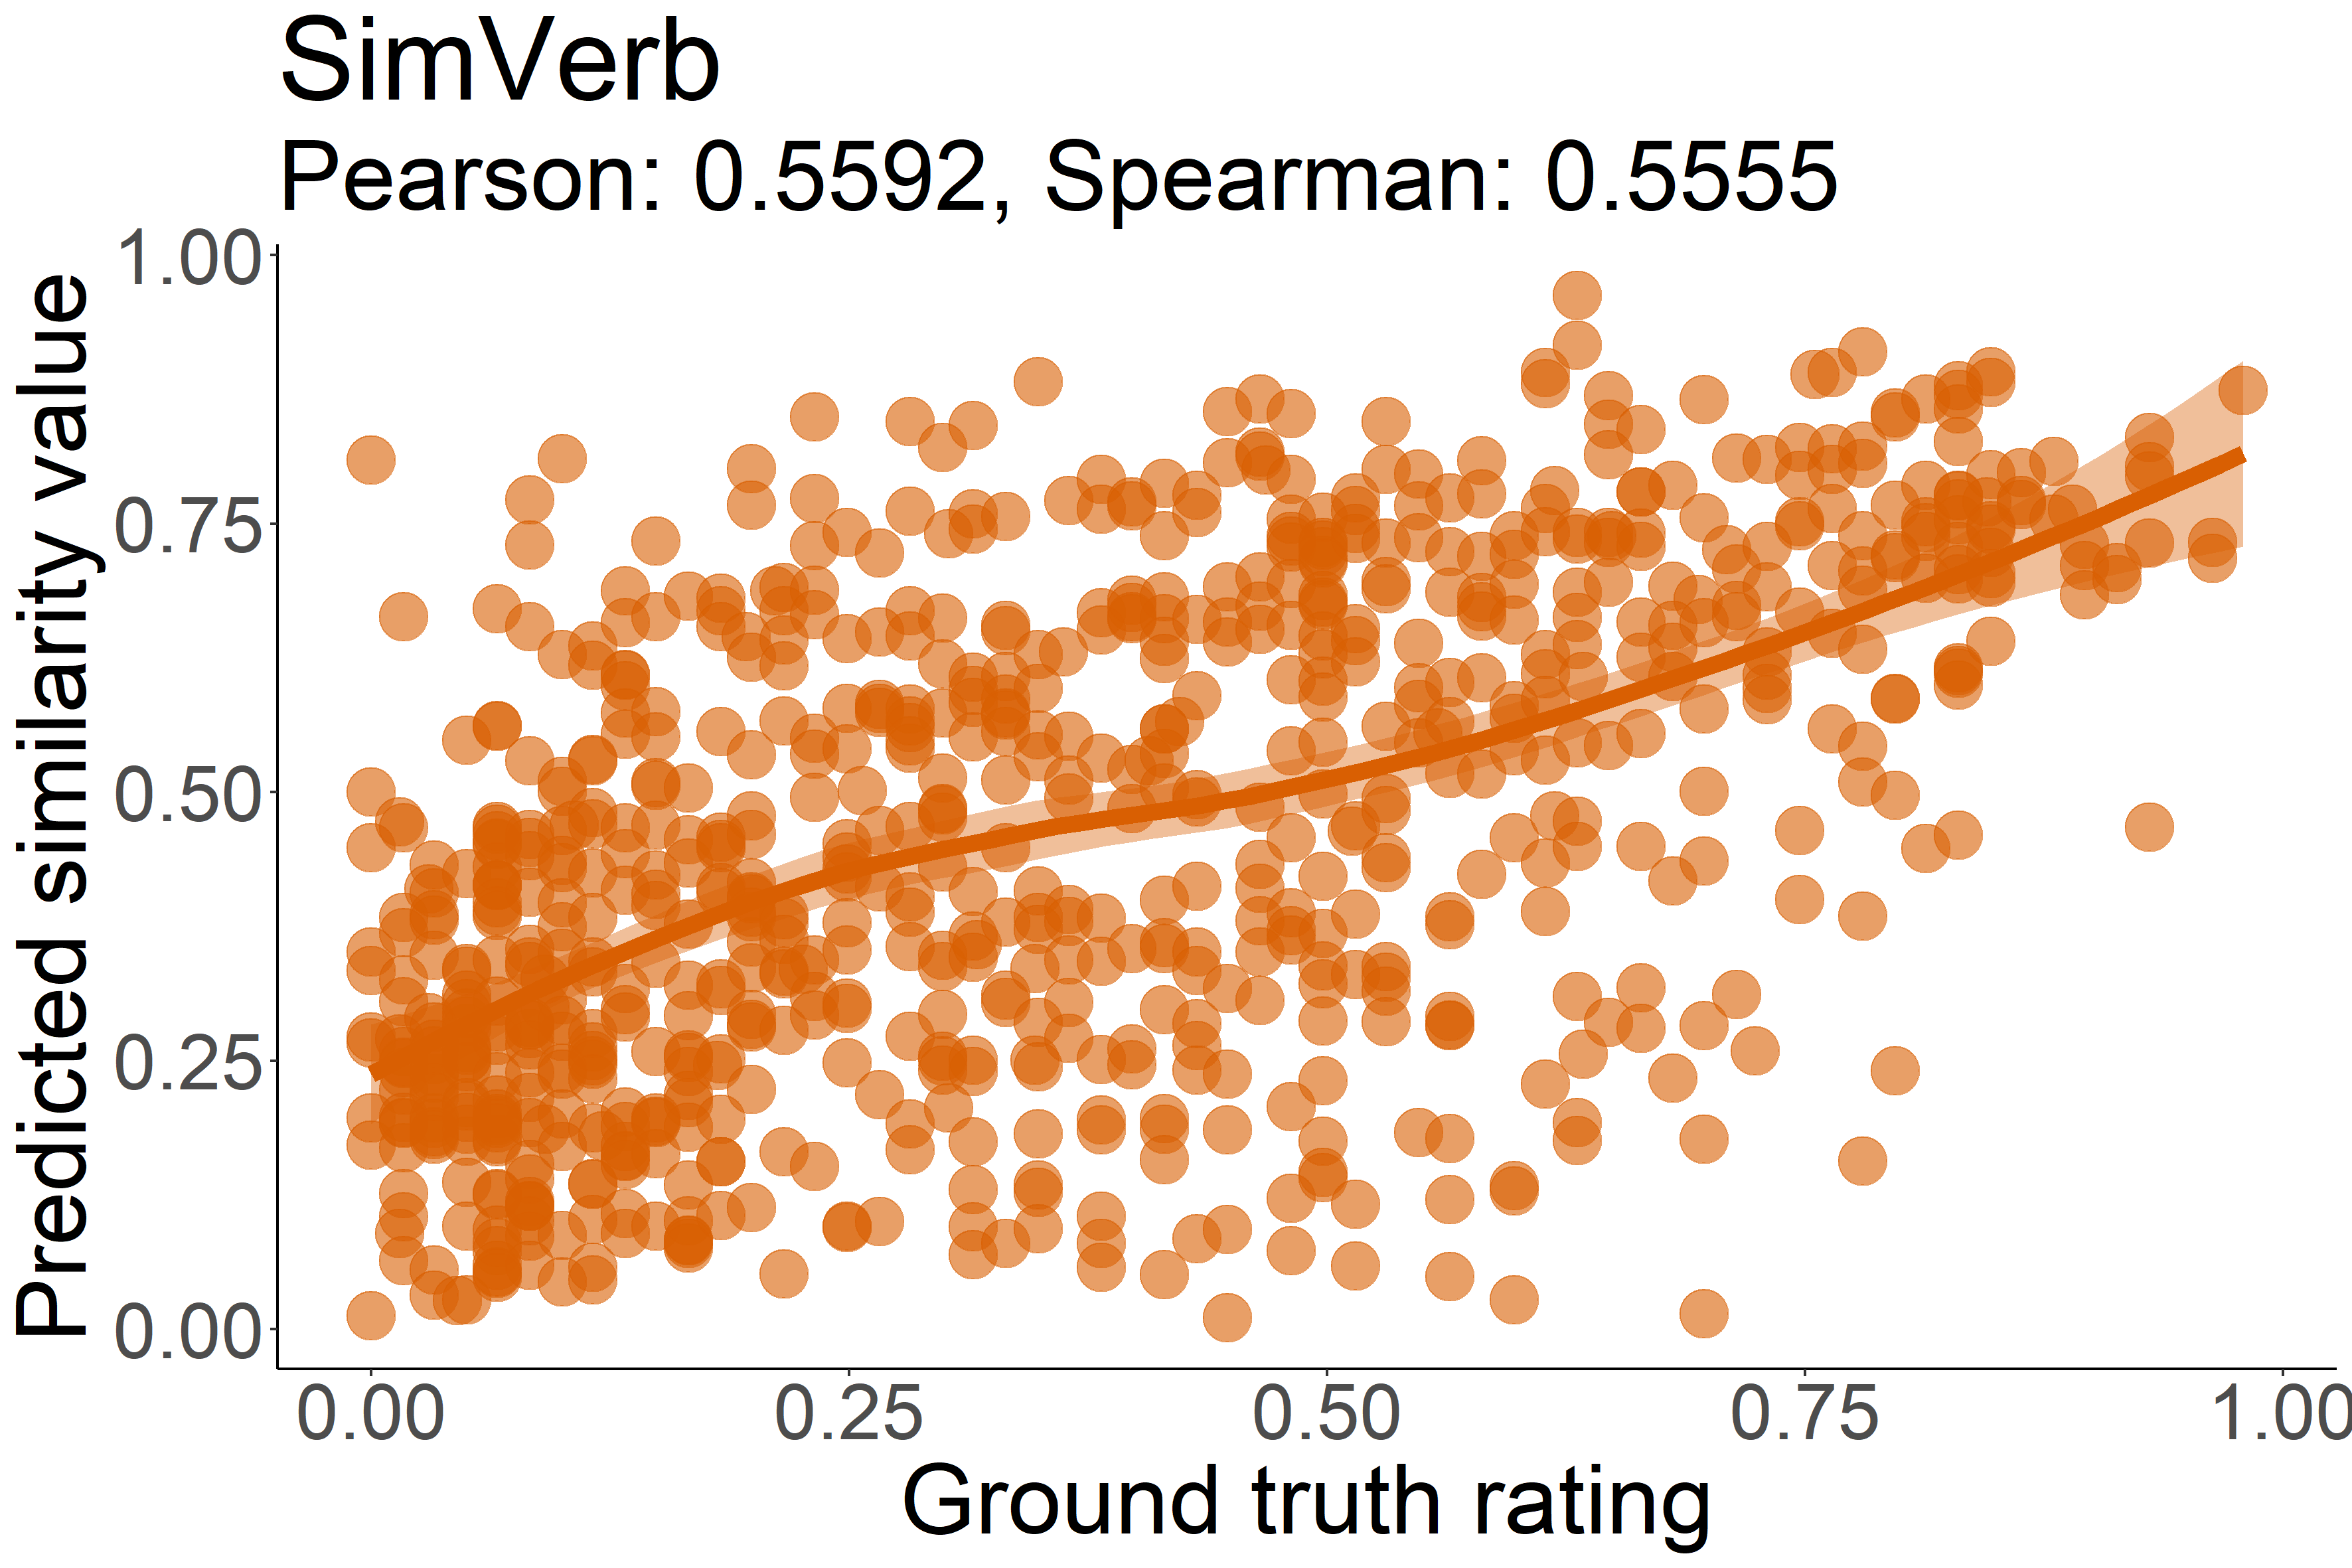 SimVerb
Pearson: 0.5592, Spearman: 0.5555
Predicted similarity value
1.00
0.75
0.50
0.25
0.00
0.00 0.25 0.50 0.75 1.00
Ground truth rating